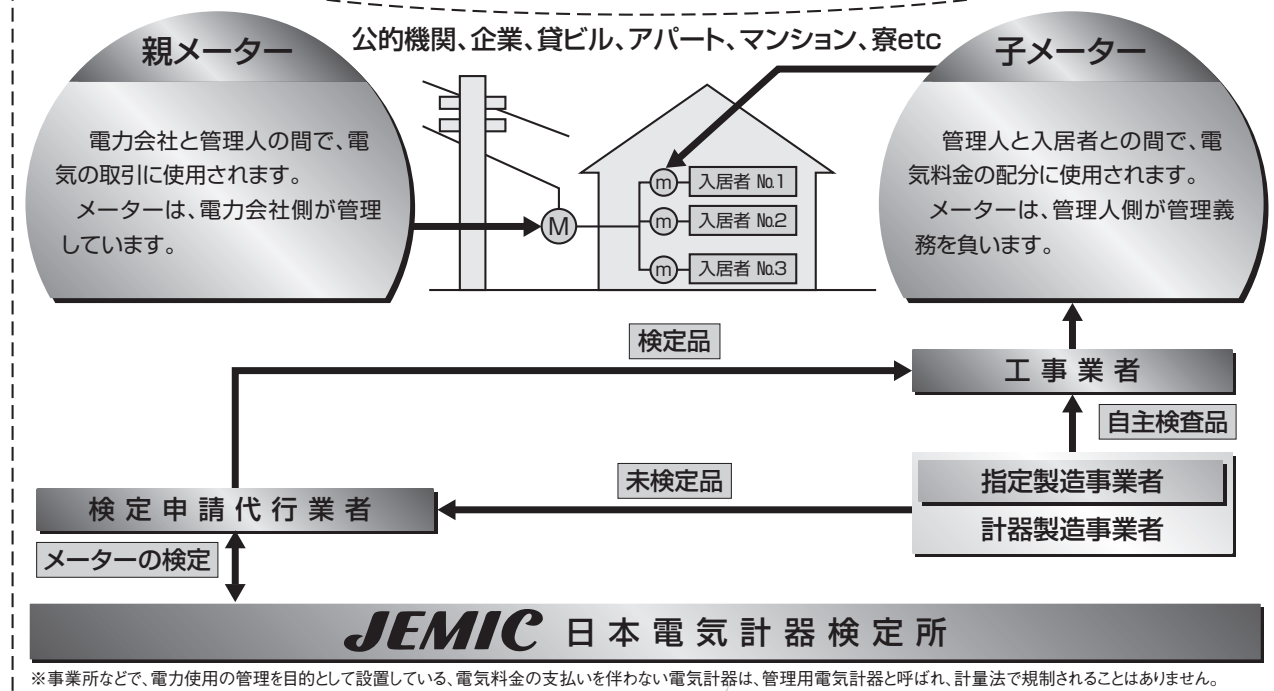 公的機関、企業、貸ビル、アパート、マンション、寮etc
親メーター
電力会社と管理人の間で、電
気の取引に使用されます。
メーターは、電力会社側が管理
しています。
M
m
入居者 №1
m
入居者 №2
m
入居者 №3
子メーター
管理人と入居者との間で、電
気料金の配分に使用されます。
メーターは、管理人側が管理義
務を負います。
検定品
工事業者
自主検査品
未検定品
指定製造事業者
計器製造事業者
検定申請代行業者
メーターの検定
JEMIC 日本電気計器検定所
※事業所などで、電力使用の管理を目的として設置している、電気料金の支払いを伴わない電気計器は、管理用電気計器と呼ばれ、計量法で規制されることはありません。